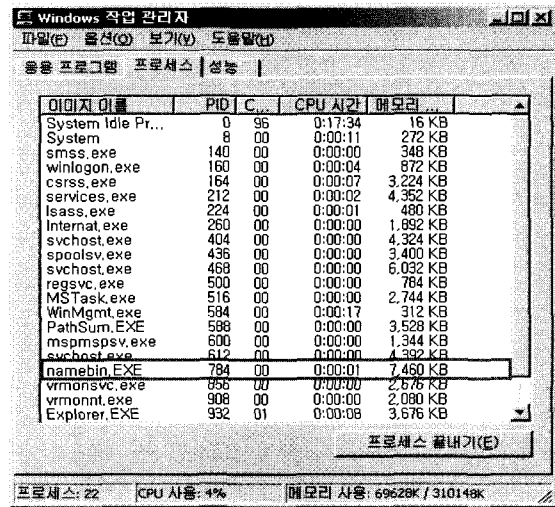 Windows 작업 관리자
파일(F) 옵션(O) 보기(V) 도움말(H)
응용 프로그램 프로세스 성능
이미지 이름 PID C... CPU 시간 메모리 ...
System Idle Pr... 0 96 0:17:34 16 KB
System 8 00 0:00:11 272 KB
smss.exe 140 00 0:00:00 348 KB
winlogon.exe 160 00 0:00:04 872 KB
csrss.exe 164 00 0:00:07 3,224 KB
services.exe 212 00 0:00:02 4,352 KB
lsass.exe 224 00 0:00:01 480 KB
Internat.exe 260 00 0:00:00 1,892 KB
svchost.exe 404 00 0:00:00 4,324 KB
spoolsv.exe 436 00 0:00:00 3,400 KB
svchost.exe 468 00 0:00:00 6,032 KB
regsvc.exe 500 00 0:00:00 784 KB
MSTask.exe 516 00 0:00:00 2,744 KB
WinMgmt.exe 584 00 0:00:17 312 KB
PathSum.EXE 588 00 0:00:00 3,528 KB
mspmspsv.exe 600 00 0:00:00 1,344 KB
svchost.exe 612 00 0:00:00 4,392 KB
namebin.EXE 784 00 0:00:01 7,460 KB
vrmonsvc.exe 856 00 0:00:00 2,676 KB
vrmonnt.exe 908 00 0:00:00 2,080 KB
Explorer.EXE 932 01 0:00:08 3,676 KB
프로세스 끝내기(E)
프로세스: 22 CPU 사용: 4% 메모리 사용: 69628K / 310148K